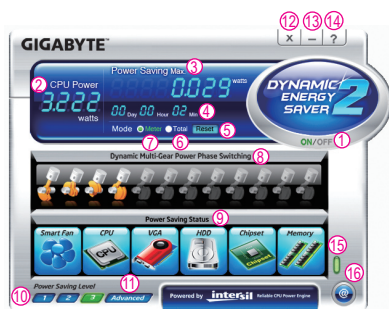 12 13 14
X – ?
GIGABYTE™
3
Power Saving Max
0.029 watts
2 CPU Power
3.222
watts
00 Day 00 Hour 02 Min 4
Mode Meter Total Reset 5
7 6
DYNAMIC
ENERGY
SAVER 2
ON/OFF 1
Dynamic Multi-Gear Power Phase Switching 8
Power Saving Status 9
Smart Fan CPU VGA HDD Chipset Memory
CPU
Chipset
15
16
11
Power Saving Level
10 1 2 3 Advanced
Powered by intersil Reliable CPU Power Engine
@